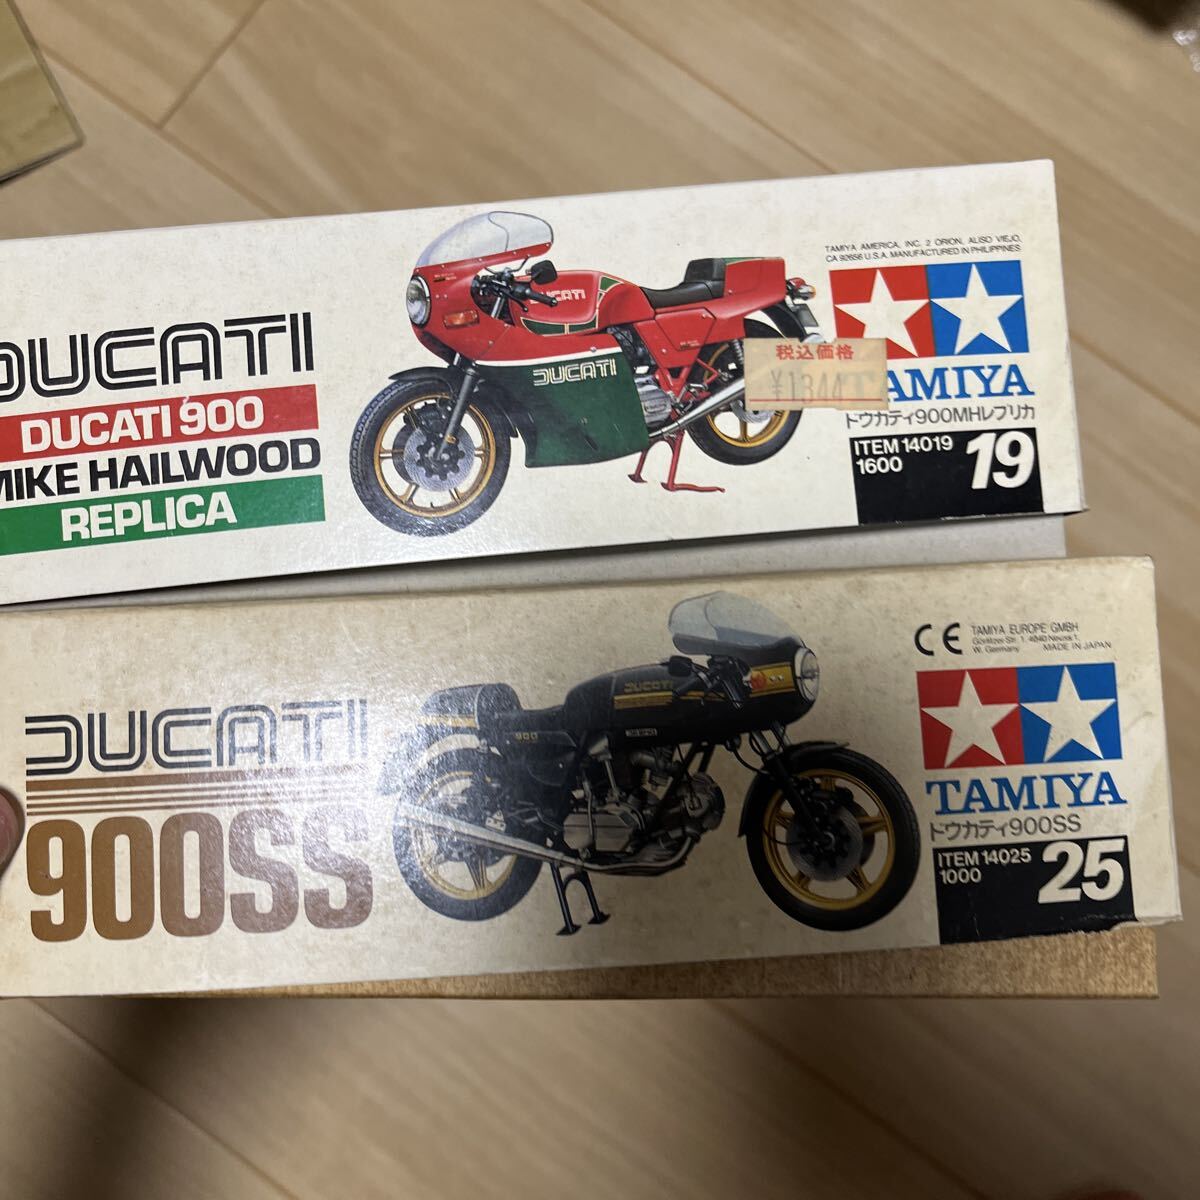 DUCATI
DUCATI 900
MIKE HAILWOOD
REPLICA
DUCATI
DUCATI
TAMIYA AMERICA, INC. 2 ORION, ALISO VIEJO,
CA 92656 U.S.A. MANUFACTURED IN PHILIPPINES
税込価格
¥1344
TAMIYA
ドゥカティ900MHレプリカ
ITEM 14019
1600
19
DUCATI
900SS
DUCATI
900
CE
TAMIYA EUROPE GMBH
W. Germany MADE IN JAPAN
TAMIYA
ドゥカティ900SS
ITEM 14025
1000
25